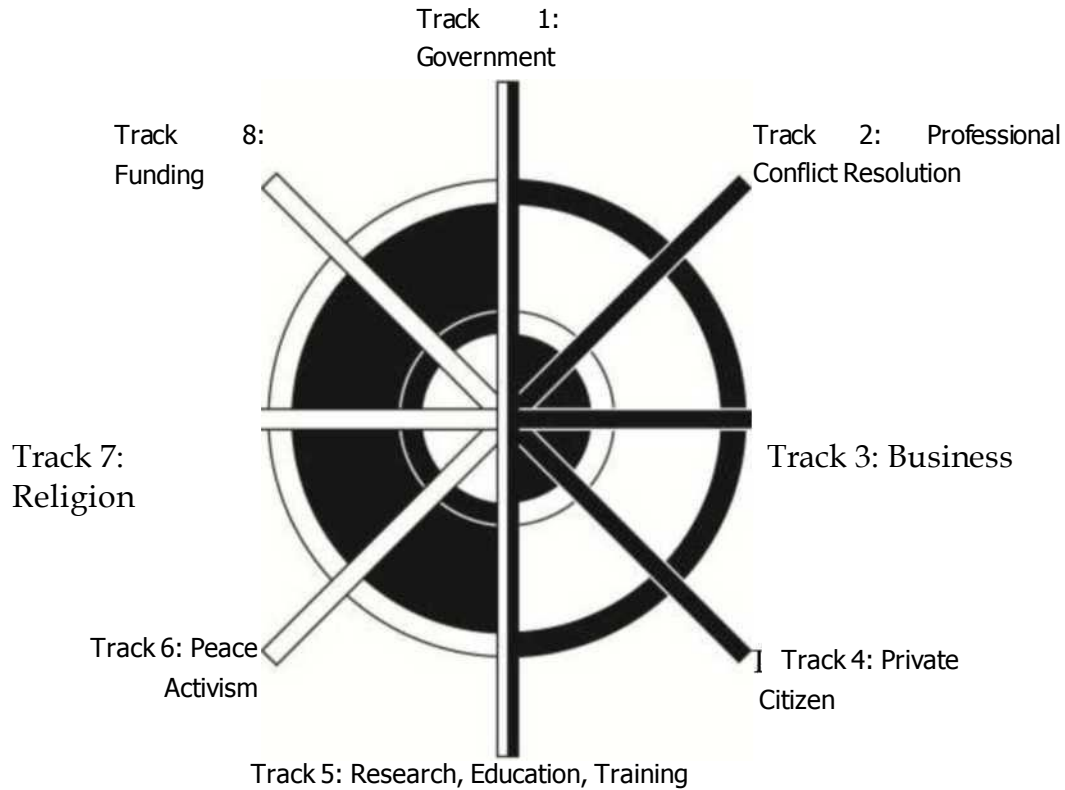 Track 1:
Government
Track 8:
Funding
Track 2: Professional
Conflict Resolution
Track 7:
Religion
Track 3: Business
Track 6: Peace
Activism
Track 4: Private
Citizen
Track 5: Research, Education, Training